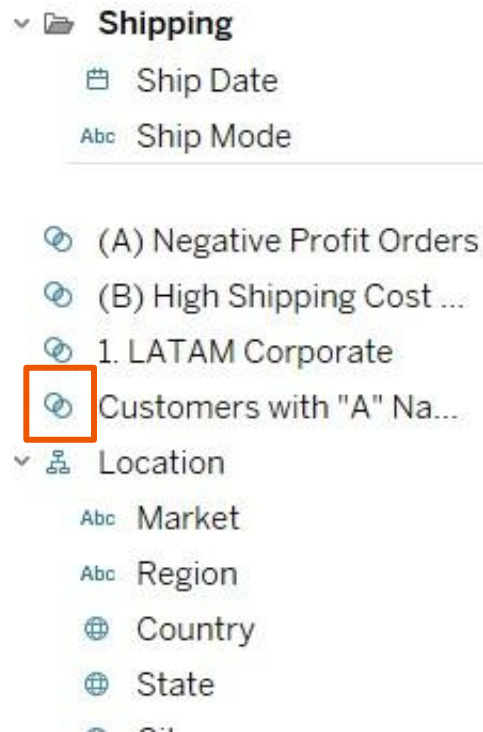 Shipping
Ship Date
Abc Ship Mode
(A) Negative Profit Orders
(B) High Shipping Cost ...
1. LATAM Corporate
Customers with "A" Na...
Location
Abc Market
Abc Region
Country
State